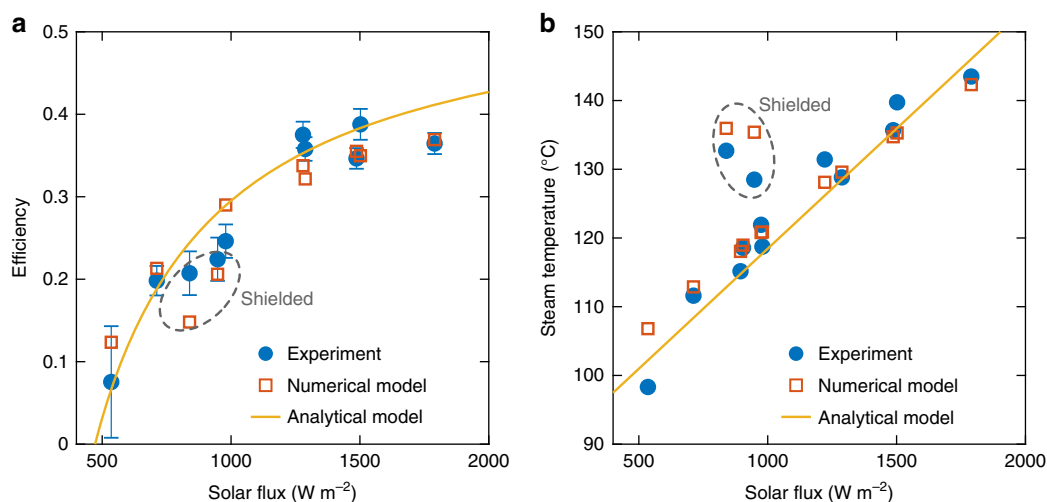 a
0.5
0.4
0.3
0.2
0.1
0
Efficiency
Shielded
Experiment
Numerical model
Analytical model
500
1000
1500
2000
Solar flux (W m−2)
b
150
140
130
120
110
100
90
Steam temperature (°C)
Shielded
Experiment
Numerical model
Analytical model
500
1000
1500
2000
Solar flux (W m−2)